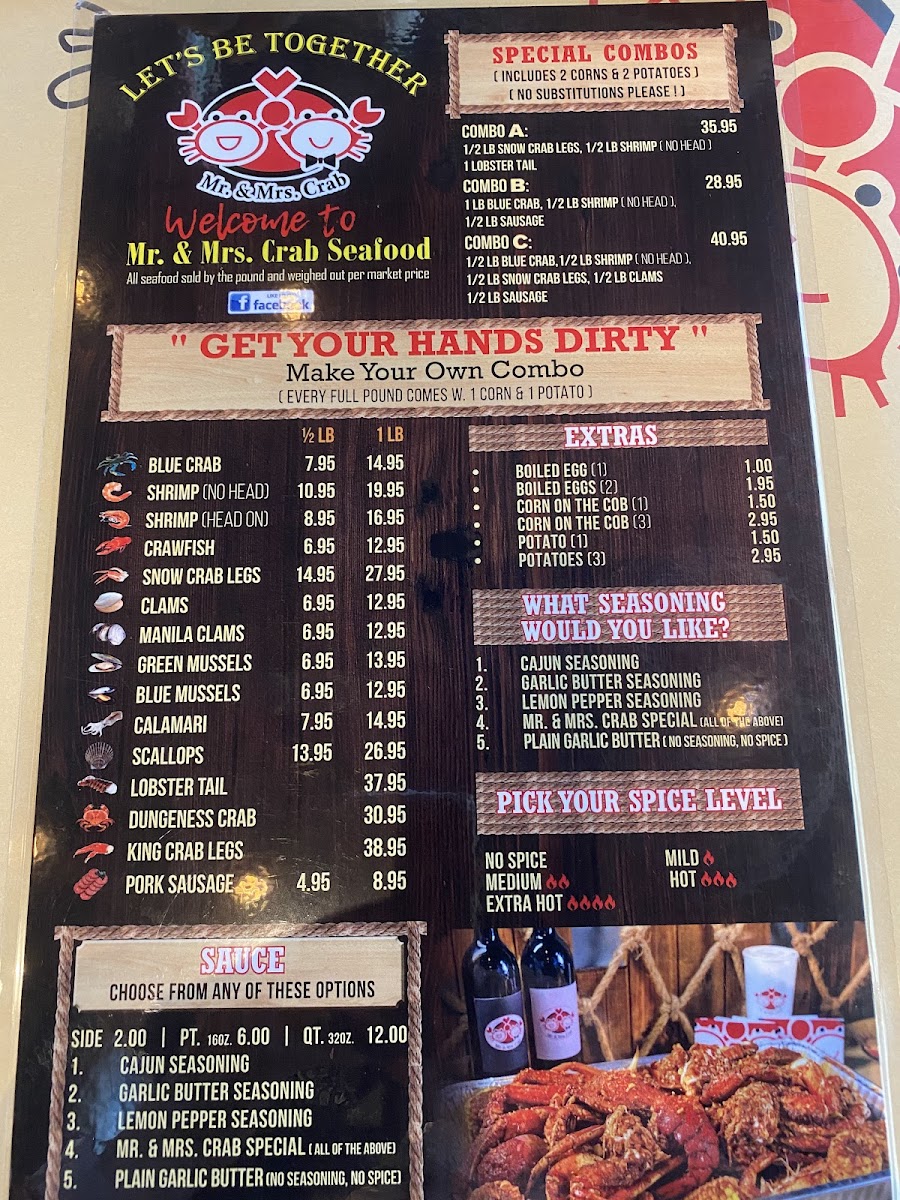 LET'S BE TOGETHER
Mr. & Mrs. Crab
Welcome to
Mr. & Mrs. Crab Seafood
All seafood sold by the pound and weighed out per market price
facebook
SPECIAL COMBOS
( INCLUDES 2 CORNS & 2 POTATOES )
( NO SUBSTITUTIONS PLEASE ! )
COMBO A: 35.95
1/2 LB SNOW CRAB LEGS, 1/2 LB SHRIMP ( NO HEAD )
1 LOBSTER TAIL
COMBO B: 28.95
1 LB BLUE CRAB, 1/2 LB SHRIMP ( NO HEAD ),
1/2 LB SAUSAGE
COMBO C: 40.95
1/2 LB BLUE CRAB, 1/2 LB SHRIMP ( NO HEAD ),
1/2 LB SNOW CRAB LEGS, 1/2 LB CLAMS
1/2 LB SAUSAGE
" GET YOUR HANDS DIRTY "
Make Your Own Combo
( EVERY FULL POUND COMES W. 1 CORN & 1 POTATO )
½ LB 1 LB
BLUE CRAB 7.95 14.95
SHRIMP (NO HEAD) 10.95 19.95
SHRIMP (HEAD ON) 8.95 16.95
CRAWFISH 6.95 12.95
SNOW CRAB LEGS 14.95 27.95
CLAMS 6.95 12.95
MANILA CLAMS 6.95 12.95
GREEN MUSSELS 6.95 13.95
BLUE MUSSELS 6.95 12.95
CALAMARI 7.95 14.95
SCALLOPS 13.95 26.95
LOBSTER TAIL 37.95
DUNGENESS CRAB 30.95
KING CRAB LEGS 38.95
PORK SAUSAGE 4.95 8.95
EXTRAS
• BOILED EGG (1) 1.00
• BOILED EGGS (2) 1.95
• CORN ON THE COB (1) 1.50
• CORN ON THE COB (3) 2.95
• POTATO (1) 1.50
• POTATOES (3) 2.95
WHAT SEASONING
WOULD YOU LIKE?
1. CAJUN SEASONING
2. GARLIC BUTTER SEASONING
3. LEMON PEPPER SEASONING
4. MR. & MRS. CRAB SPECIAL (ALL OF THE ABOVE)
5. PLAIN GARLIC BUTTER ( NO SEASONING, NO SPICE )
PICK YOUR SPICE LEVEL
NO SPICE MILD
MEDIUM HOT
EXTRA HOT
SAUCE
CHOOSE FROM ANY OF THESE OPTIONS
SIDE 2.00 | PT. 16OZ. 6.00 | QT. 32OZ. 12.00
1. CAJUN SEASONING
2. GARLIC BUTTER SEASONING
3. LEMON PEPPER SEASONING
4. MR. & MRS. CRAB SPECIAL ( ALL OF THE ABOVE)
5. PLAIN GARLIC BUTTER (NO SEASONING, NO SPICE)